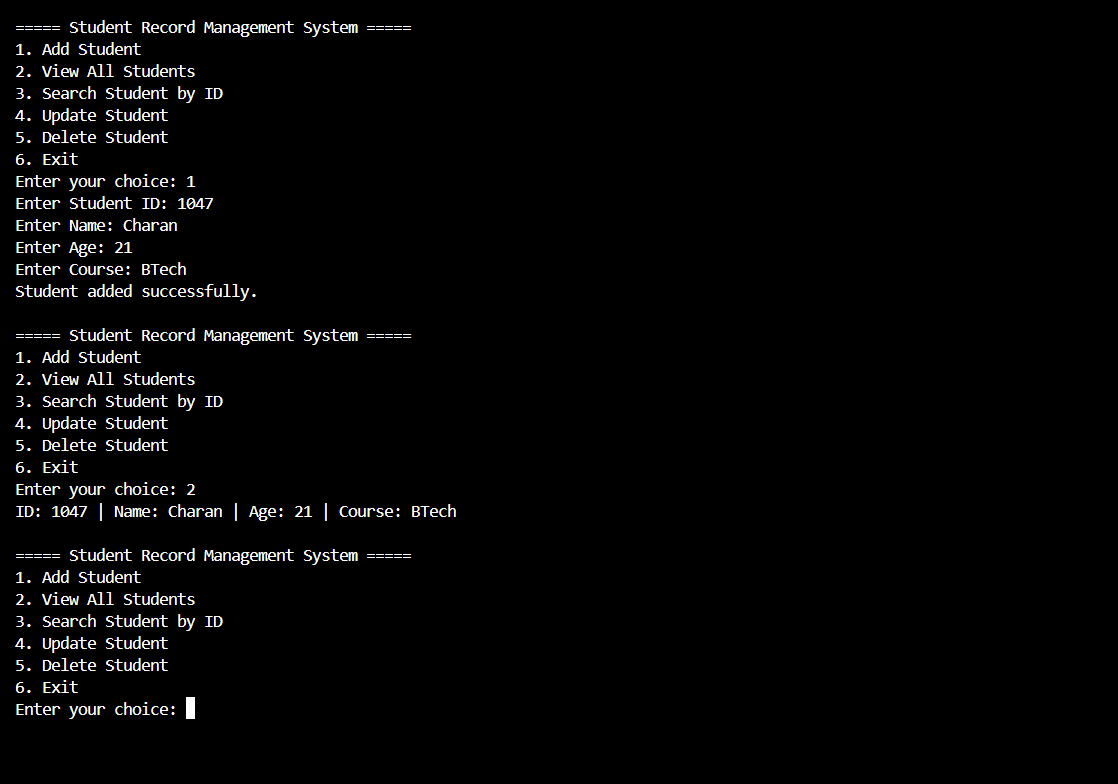 ===== Student Record Management System =====
1. Add Student
2. View All Students
3. Search Student by ID
4. Update Student
5. Delete Student
6. Exit
Enter your choice: 1
Enter Student ID: 1047
Enter Name: Charan
Enter Age: 21
Enter Course: BTech
Student added successfully.

===== Student Record Management System =====
1. Add Student
2. View All Students
3. Search Student by ID
4. Update Student
5. Delete Student
6. Exit
Enter your choice: 2
ID: 1047 | Name: Charan | Age: 21 | Course: BTech

===== Student Record Management System =====
1. Add Student
2. View All Students
3. Search Student by ID
4. Update Student
5. Delete Student
6. Exit
Enter your choice: